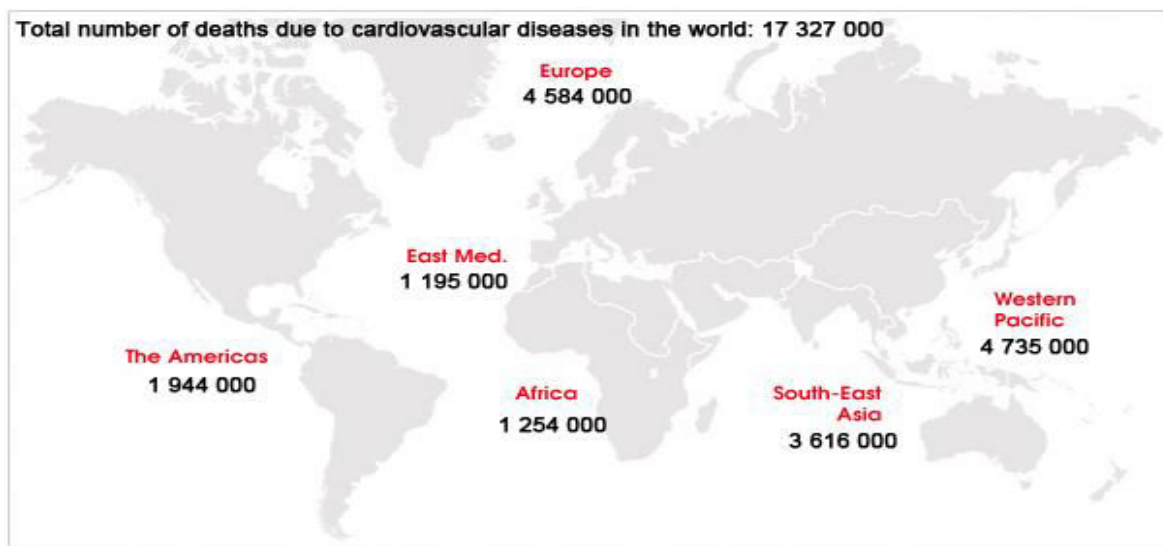 Total number of deaths due to cardiovascular diseases in the world: 17 327 000
Europe
4 584 000
East Med.
1 195 000
Western
Pacific
4 735 000
The Americas
1 944 000
Africa
1 254 000
South-East
Asia
3 616 000